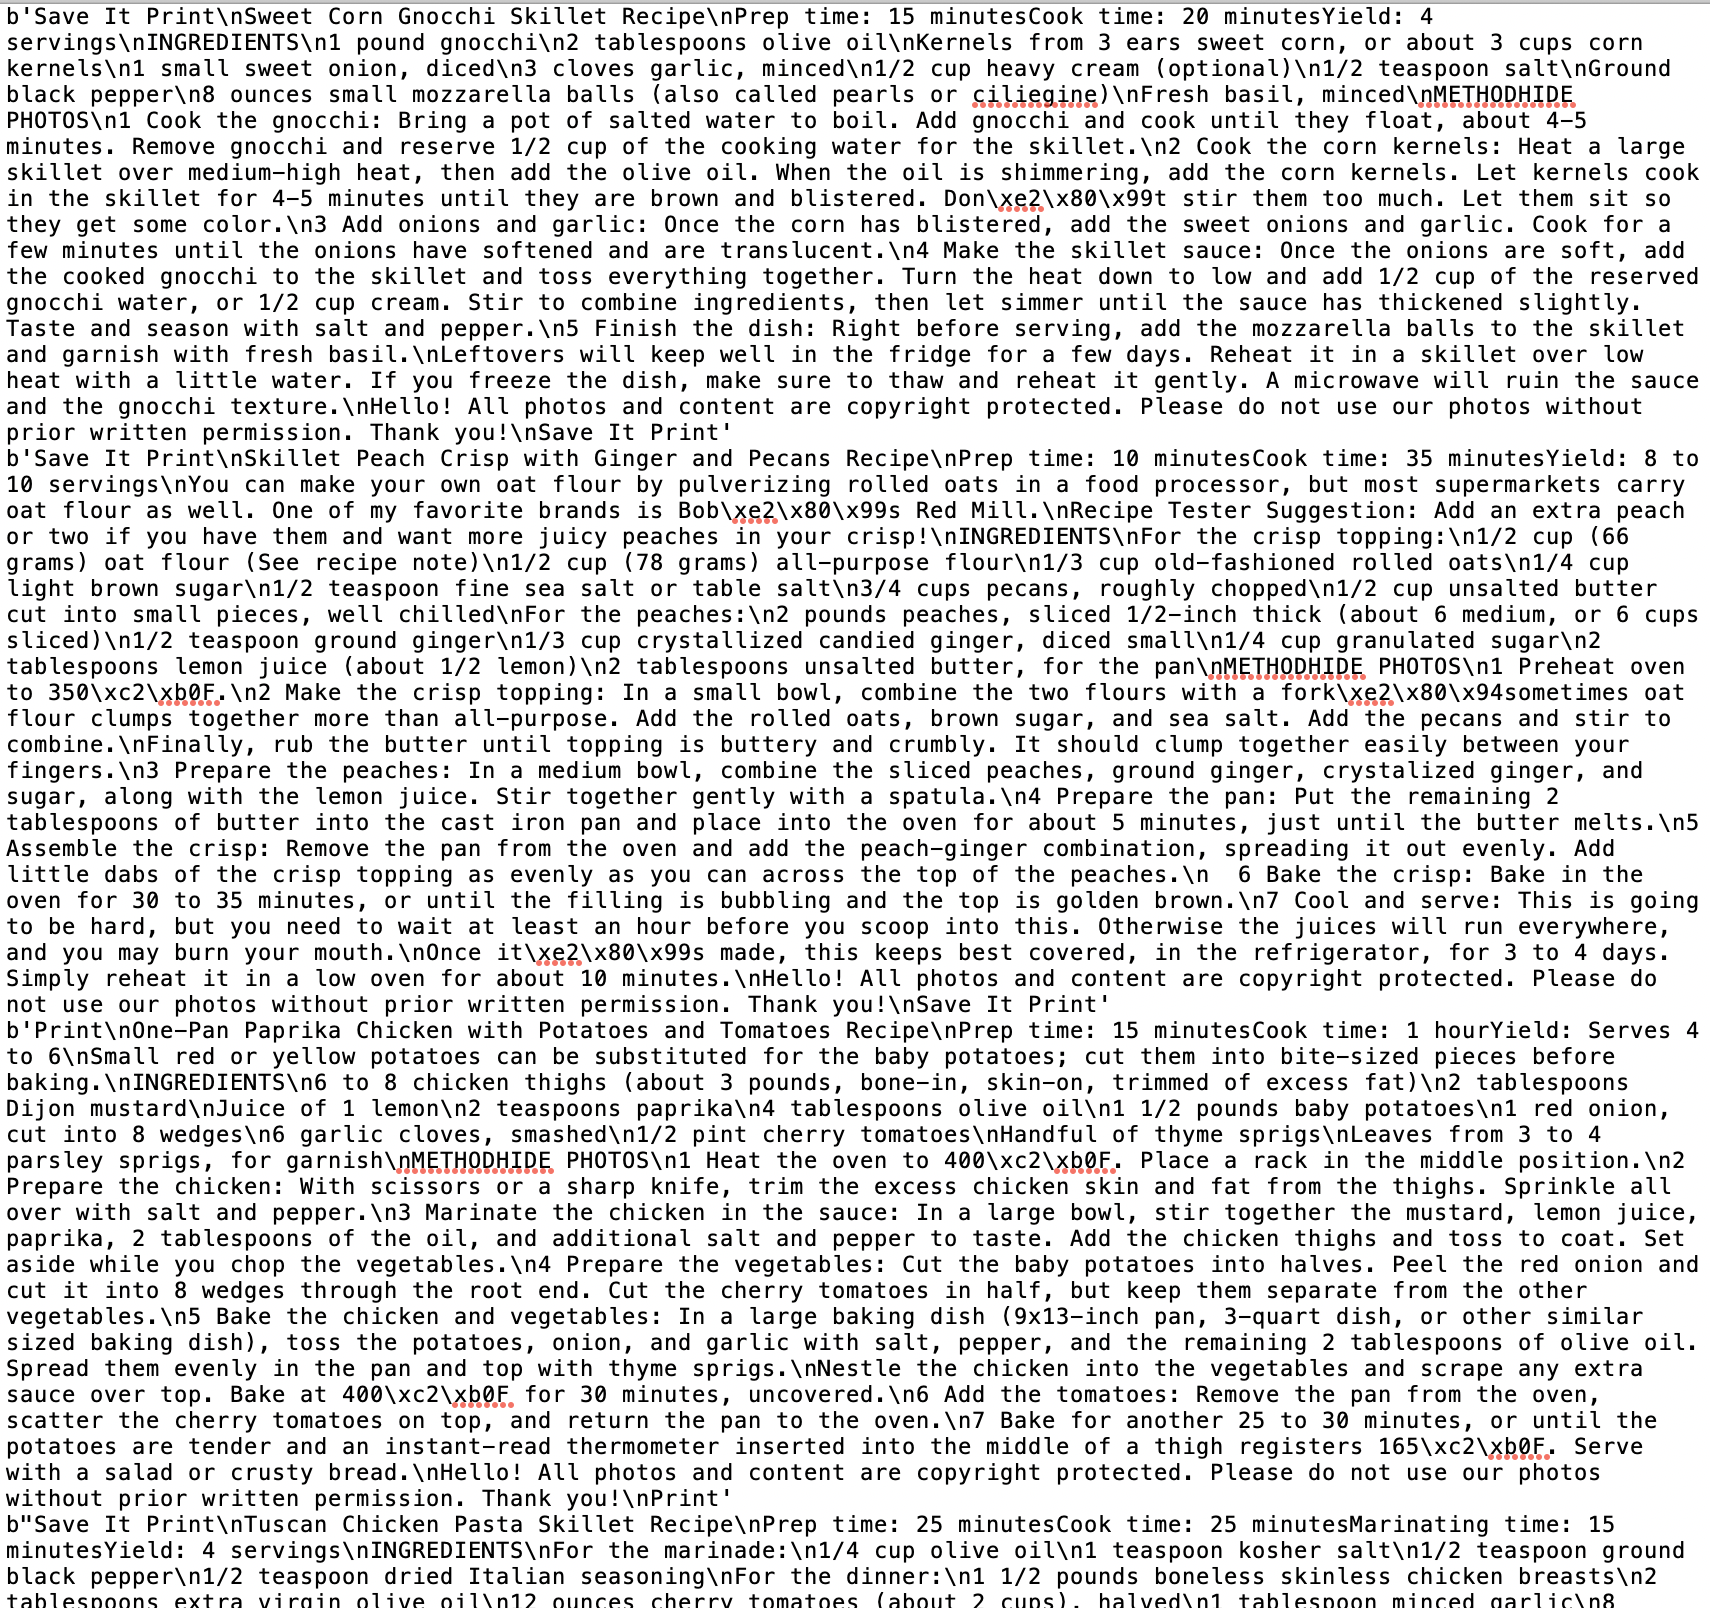 b'Save It Print\nSweet Corn Gnocchi Skillet Recipe\nPrep time: 15 minutesCook time: 20 minutesYield: 4
servings\nINGREDIENTS\n1 pound gnocchi\n2 tablespoons olive oil\nKernels from 3 ears sweet corn, or about 3 cups corn
kernels\n1 small sweet onion, diced\n3 cloves garlic, minced\n1/2 cup heavy cream (optional)\n1/2 teaspoon salt\nGround
black pepper\n8 ounces small mozzarella balls (also called pearls or ciliegine)\nFresh basil, minced\nMETHODHIDE
PHOTOS\n1 Cook the gnocchi: Bring a pot of salted water to boil. Add gnocchi and cook until they float, about 4–5
minutes. Remove gnocchi and reserve 1/2 cup of the cooking water for the skillet.\n2 Cook the corn kernels: Heat a large
skillet over medium-high heat, then add the olive oil. When the oil is shimmering, add the corn kernels. Let kernels cook
in the skillet for 4-5 minutes until they are brown and blistered. Don\xe2\x80\x99t stir them too much. Let them sit so
they get some color.\n3 Add onions and garlic: Once the corn has blistered, add the sweet onions and garlic. Cook for a
few minutes until the onions have softened and are translucent.\n4 Make the skillet sauce: Once the onions are soft, add
the cooked gnocchi to the skillet and toss everything together. Turn the heat down to low and add 1/2 cup of the reserved
gnocchi water, or 1/2 cup cream. Stir to combine ingredients, then let simmer until the sauce has thickened slightly.
Taste and season with salt and pepper.\n5 Finish the dish: Right before serving, add the mozzarella balls to the skillet
and garnish with fresh basil.\nLeftovers will keep well in the fridge for a few days. Reheat it in a skillet over low
heat with a little water. If you freeze the dish, make sure to thaw and reheat it gently. A microwave will ruin the sauce
and the gnocchi texture.\nHello! All photos and content are copyright protected. Please do not use our photos without
prior written permission. Thank you!\nSave It Print'
b'Save It Print\nSkillet Peach Crisp with Ginger and Pecans Recipe\nPrep time: 10 minutesCook time: 35 minutesYield: 8 to
10 servings\nYou can make your own oat flour by pulverizing rolled oats in a food processor, but most supermarkets carry
oat flour as well. One of my favorite brands is Bob\xe2\x80\x99s Red Mill.\nRecipe Tester Suggestion: Add an extra peach
or two if you have them and want more juicy peaches in your crisp!\nINGREDIENTS\nFor the crisp topping:\n1/2 cup (66
grams) oat flour (See recipe note)\n1/2 cup (78 grams) all-purpose flour\n1/3 cup old-fashioned rolled oats\n1/4 cup
light brown sugar\n1/2 teaspoon fine sea salt or table salt\n3/4 cups pecans, roughly chopped\n1/2 cup unsalted butter
cut into small pieces, well chilled\nFor the peaches:\n2 pounds peaches, sliced 1/2-inch thick (about 6 medium, or 6 cups
sliced)\n1/2 teaspoon ground ginger\n1/3 cup crystallized candied ginger, diced small\n1/4 cup granulated sugar\n2
tablespoons lemon juice (about 1/2 lemon)\n2 tablespoons unsalted butter, for the pan\nMETHODHIDE PHOTOS\n1 Preheat oven
to 350\xc2\xb0F.\n2 Make the crisp topping: In a small bowl, combine the two flours with a fork\xe2\x80\x94sometimes oat
flour clumps together more than all-purpose. Add the rolled oats, brown sugar, and sea salt. Add the pecans and stir to
combine.\nFinally, rub the butter until topping is buttery and crumbly. It should clump together easily between your
fingers.\n3 Prepare the peaches: In a medium bowl, combine the sliced peaches, ground ginger, crystalized ginger, and
sugar, along with the lemon juice. Stir together gently with a spatula.\n4 Prepare the pan: Put the remaining 2
tablespoons of butter into the cast iron pan and place into the oven for about 5 minutes, just until the butter melts.\n5
Assemble the crisp: Remove the pan from the oven and add the peach-ginger combination, spreading it out evenly. Add
little dabs of the crisp topping as evenly as you can across the top of the peaches.\n  6 Bake the crisp: Bake in the
oven for 30 to 35 minutes, or until the filling is bubbling and the top is golden brown.\n7 Cool and serve: This is going
to be hard, but you need to wait at least an hour before you scoop into this. Otherwise the juices will run everywhere,
and you may burn your mouth.\nOnce it\xe2\x80\x99s made, this keeps best covered, in the refrigerator, for 3 to 4 days.
Simply reheat it in a low oven for about 10 minutes.\nHello! All photos and content are copyright protected. Please do
not use our photos without prior written permission. Thank you!\nSave It Print'
b'Print\nOne-Pan Paprika Chicken with Potatoes and Tomatoes Recipe\nPrep time: 15 minutesCook time: 1 hourYield: Serves 4
to 6\nSmall red or yellow potatoes can be substituted for the baby potatoes; cut them into bite-sized pieces before
baking.\nINGREDIENTS\n6 to 8 chicken thighs (about 3 pounds, bone-in, skin-on, trimmed of excess fat)\n2 tablespoons
Dijon mustard\nJuice of 1 lemon\n2 teaspoons paprika\n4 tablespoons olive oil\n1 1/2 pounds baby potatoes\n1 red onion,
cut into 8 wedges\n6 garlic cloves, smashed\n1/2 pint cherry tomatoes\nHandful of thyme sprigs\nLeaves from 3 to 4
parsley sprigs, for garnish\nMETHODHIDE PHOTOS\n1 Heat the oven to 400\xc2\xb0F. Place a rack in the middle position.\n2
Prepare the chicken: With scissors or a sharp knife, trim the excess chicken skin and fat from the thighs. Sprinkle all
over with salt and pepper.\n3 Marinate the chicken in the sauce: In a large bowl, stir together the mustard, lemon juice,
paprika, 2 tablespoons of the oil, and additional salt and pepper to taste. Add the chicken thighs and toss to coat. Set
aside while you chop the vegetables.\n4 Prepare the vegetables: Cut the baby potatoes into halves. Peel the red onion and
cut it into 8 wedges through the root end. Cut the cherry tomatoes in half, but keep them separate from the other
vegetables.\n5 Bake the chicken and vegetables: In a large baking dish (9x13-inch pan, 3-quart dish, or other similar
sized baking dish), toss the potatoes, onion, and garlic with salt, pepper, and the remaining 2 tablespoons of olive oil.
Spread them evenly in the pan and top with thyme sprigs.\nNestle the chicken into the vegetables and scrape any extra
sauce over top. Bake at 400\xc2\xb0F for 30 minutes, uncovered.\n6 Add the tomatoes: Remove the pan from the oven,
scatter the cherry tomatoes on top, and return the pan to the oven.\n7 Bake for another 25 to 30 minutes, or until the
potatoes are tender and an instant-read thermometer inserted into the middle of a thigh registers 165\xc2\xb0F. Serve
with a salad or crusty bread.\nHello! All photos and content are copyright protected. Please do not use our photos
without prior written permission. Thank you!\nPrint'
b"Save It Print\nTuscan Chicken Pasta Skillet Recipe\nPrep time: 25 minutesCook time: 25 minutesMarinating time: 15
minutesYield: 4 servings\nINGREDIENTS\nFor the marinade:\n1/4 cup olive oil\n1 teaspoon kosher salt\n1/2 teaspoon ground
black pepper\n1/2 teaspoon dried Italian seasoning\nFor the dinner:\n1 1/2 pounds boneless skinless chicken breasts\n2
tablespoons extra virgin olive oil\n12 ounces cherry tomatoes (about 2 cups), halved\n1 tablespoon minced garlic\n8